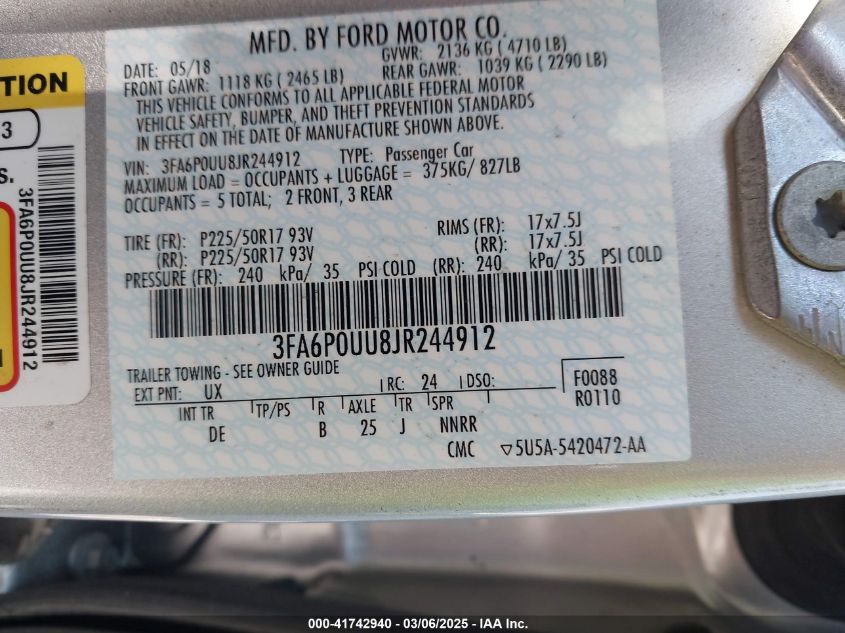 MFD. BY FORD MOTOR CO.
DATE: 05/18 GVWR: 2136 KG ( 4710 LB)
FRONT GAWR: 1118 KG ( 2465 LB) REAR GAWR: 1039 KG ( 2290 LB)
THIS VEHICLE CONFORMS TO ALL APPLICABLE FEDERAL MOTOR
VEHICLE SAFETY, BUMPER, AND THEFT PREVENTION STANDARDS
IN EFFECT ON THE DATE OF MANUFACTURE SHOWN ABOVE.
VIN: 3FA6P0UU8JR244912 TYPE: Passenger Car
MAXIMUM LOAD = OCCUPANTS + LUGGAGE = 375KG/ 827LB
OCCUPANTS = 5 TOTAL; 2 FRONT, 3 REAR
TIRE (FR): P225/50R17 93V RIMS (FR): 17x7.5J
(RR): P225/50R17 93V (RR): 17x7.5J
PRESSURE (FR): 240 kPa/ 35 PSI COLD (RR): 240 kPa/ 35 PSI COLD
3FA6P0UU8JR244912
TRAILER TOWING - SEE OWNER GUIDE
EXT PNT: UX RC: 24 DSO: F0088
INT TR TP/PS R AXLE TR SPR R0110
DE B 25 J NNRR
CMC ▽5U5A-5420472-AA
TION
3
S.
3FA6P0UU8JR244912
000-41742940 - 03/06/2025 - IAA Inc.